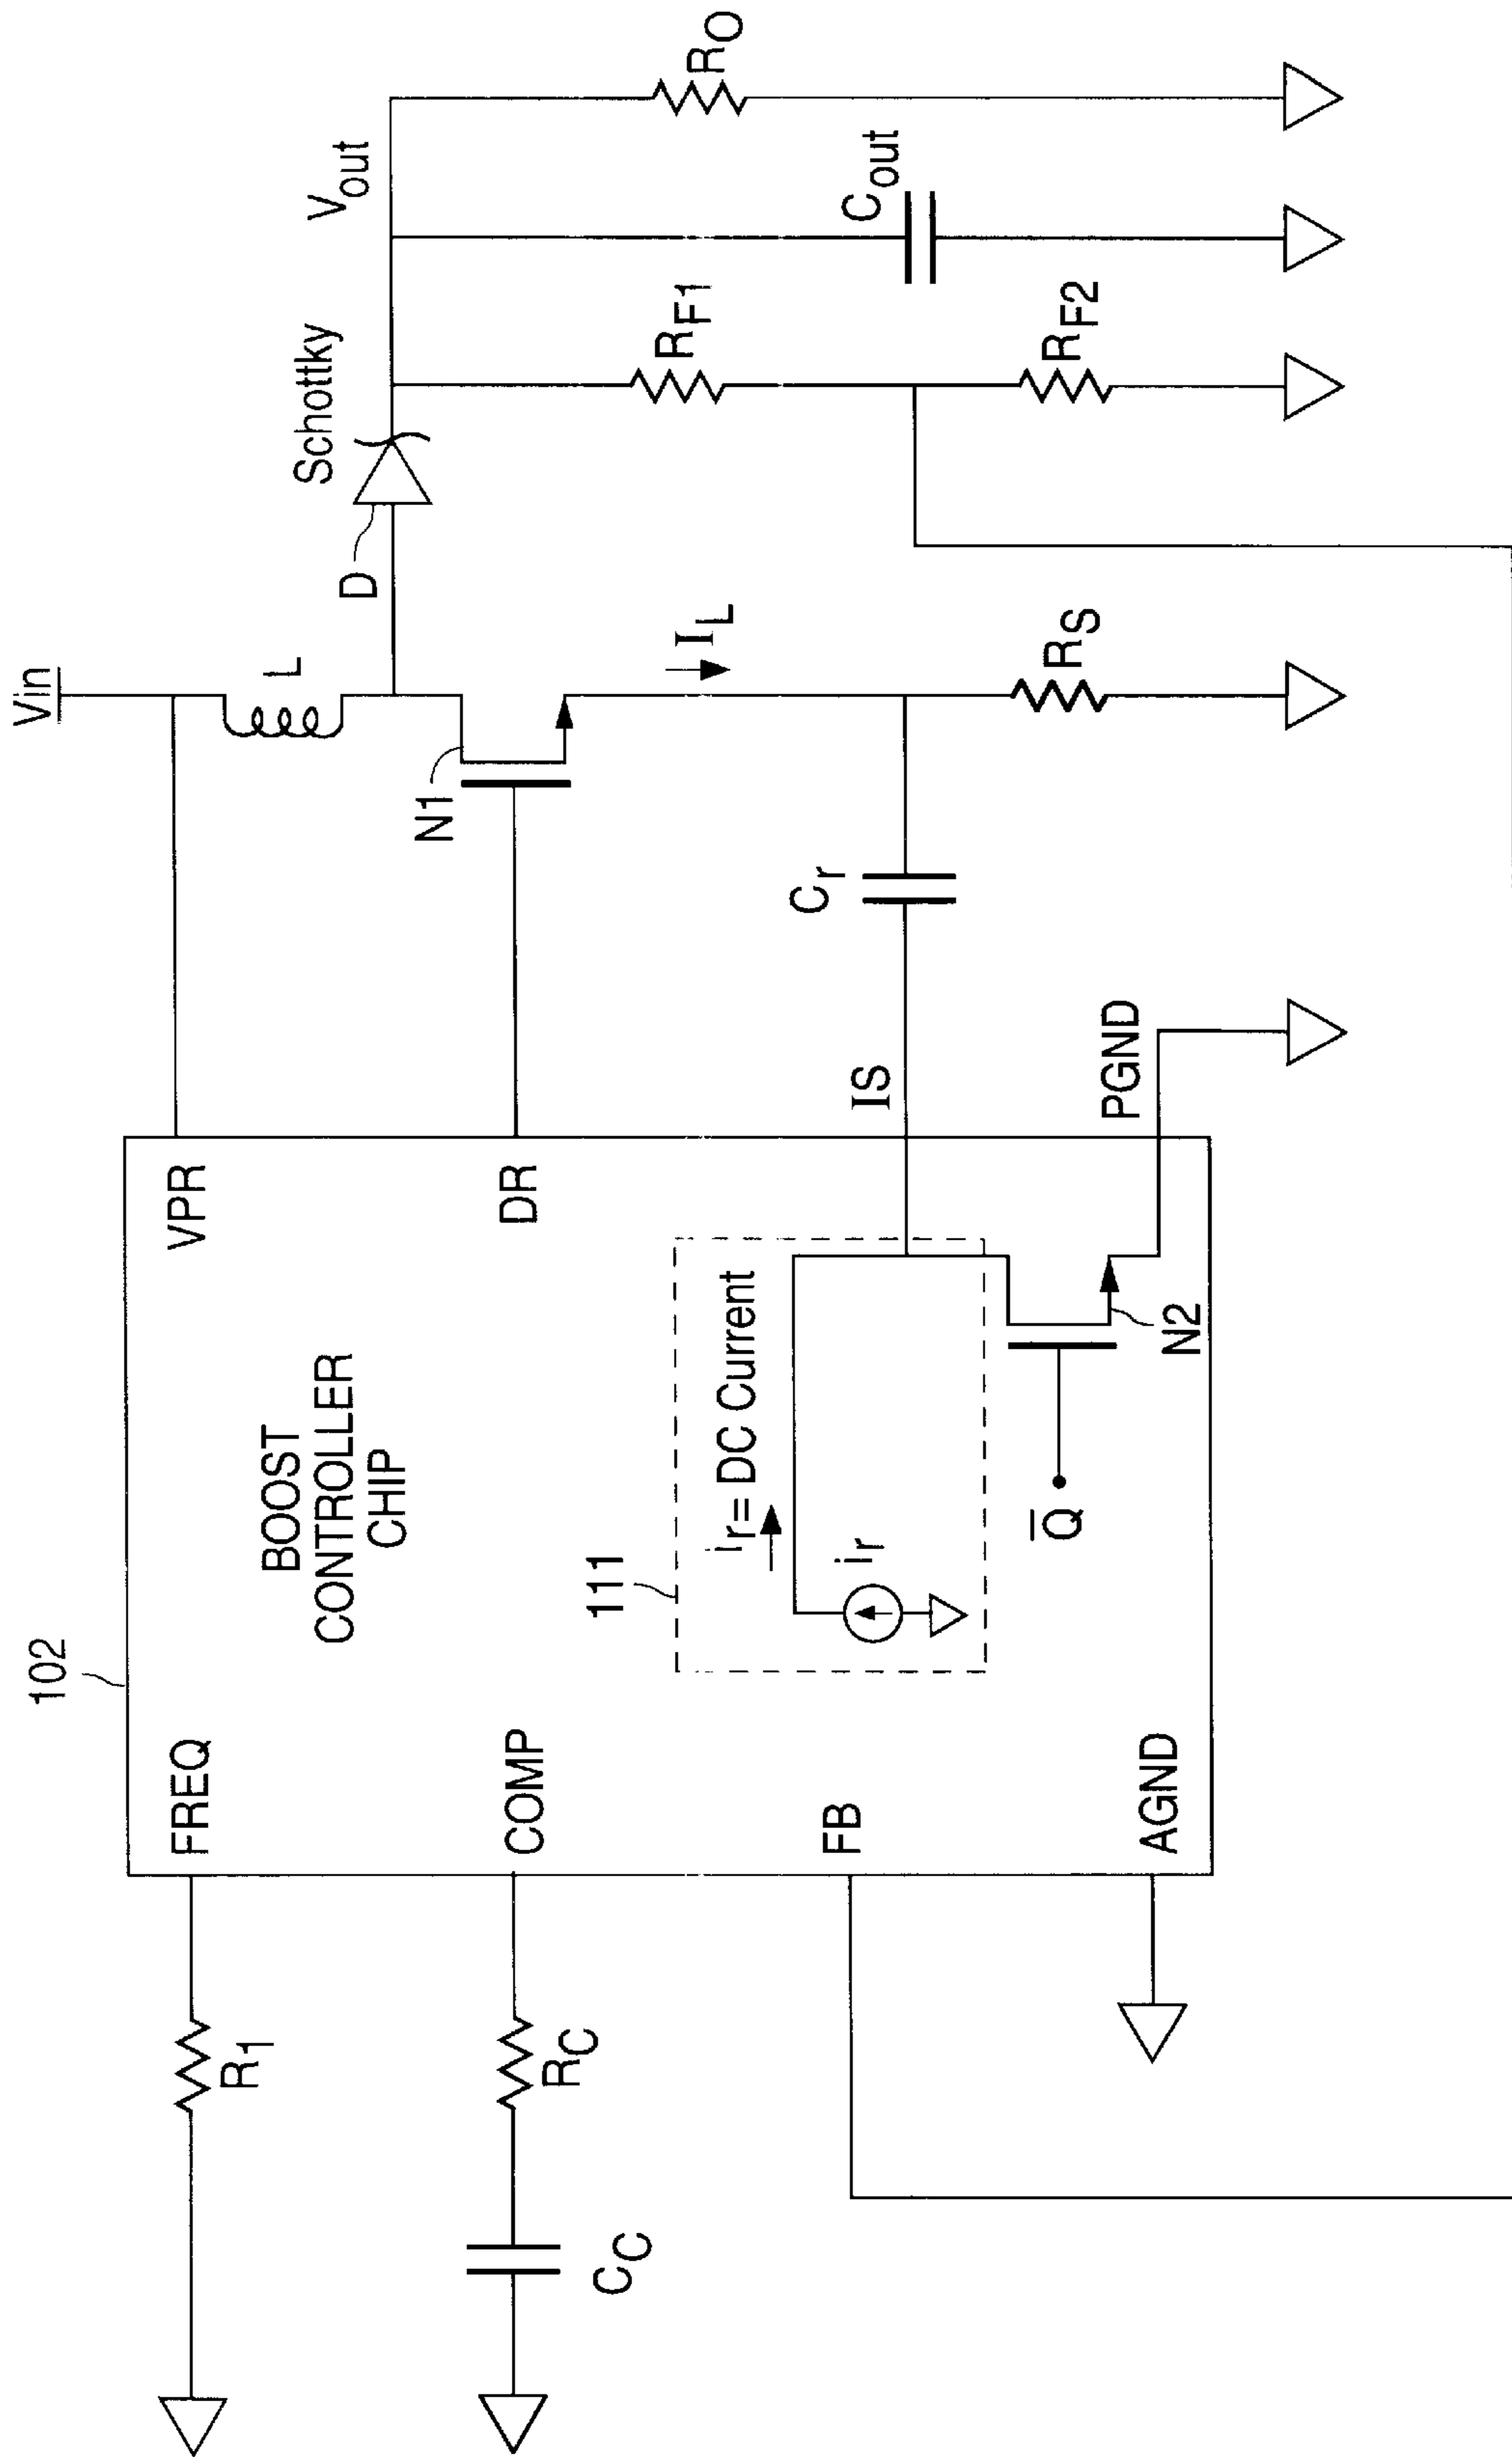 102
BOOST
CONTROLLER
CHIP
FREQ
COMP
FB
AGND
VPR
DR
IS
PGND
111
ir= DC Current
ir
Q̅
N2
R1
RC
CC
Vin
L
N1
D
Schottky
Vout
IL
Cr
RS
RF1
RF2
Cout
RO